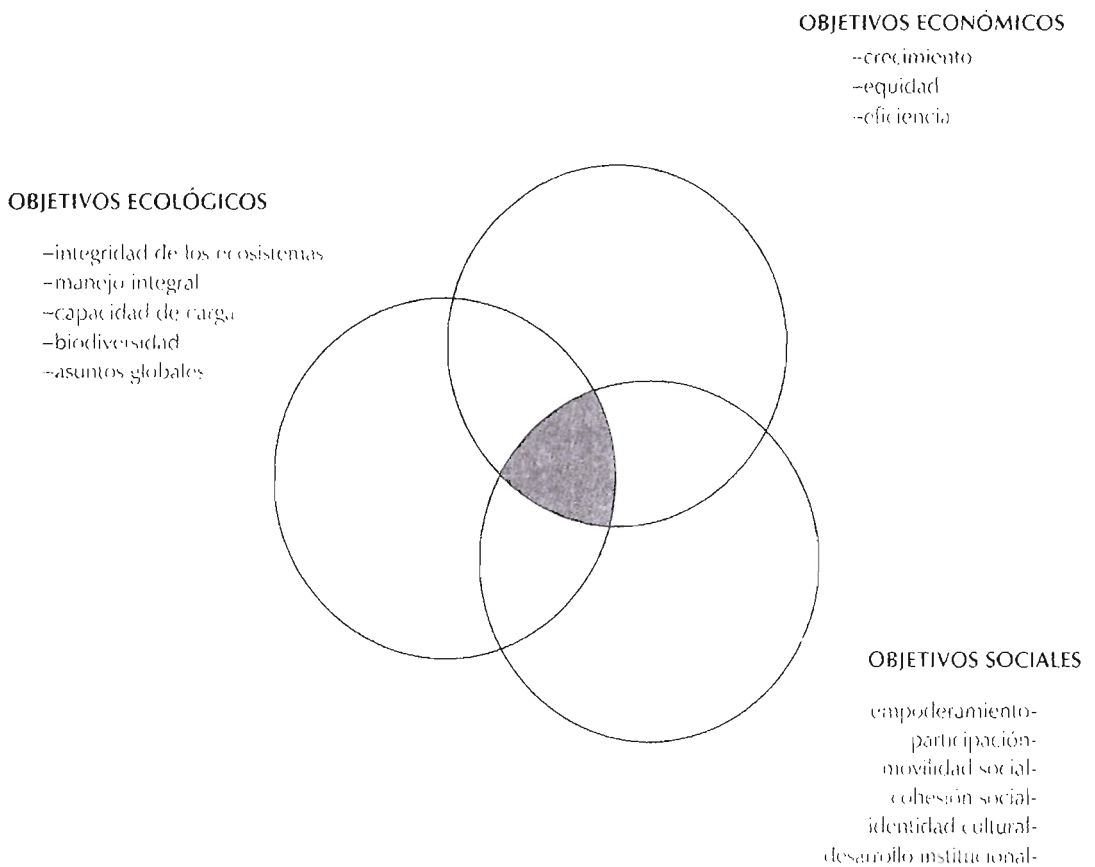 OBJETIVOS ECONÓMICOS
–crecimiento
–equidad
–eficiencia
OBJETIVOS ECOLÓGICOS
–integridad de los ecosistemas
–manejo integral
–capacidad de carga
–biodiversidad
–asuntos globales
OBJETIVOS SOCIALES
empoderamiento-
participación-
movilidad social-
cohesión social-
identidad cultural-
desarrollo institucional-